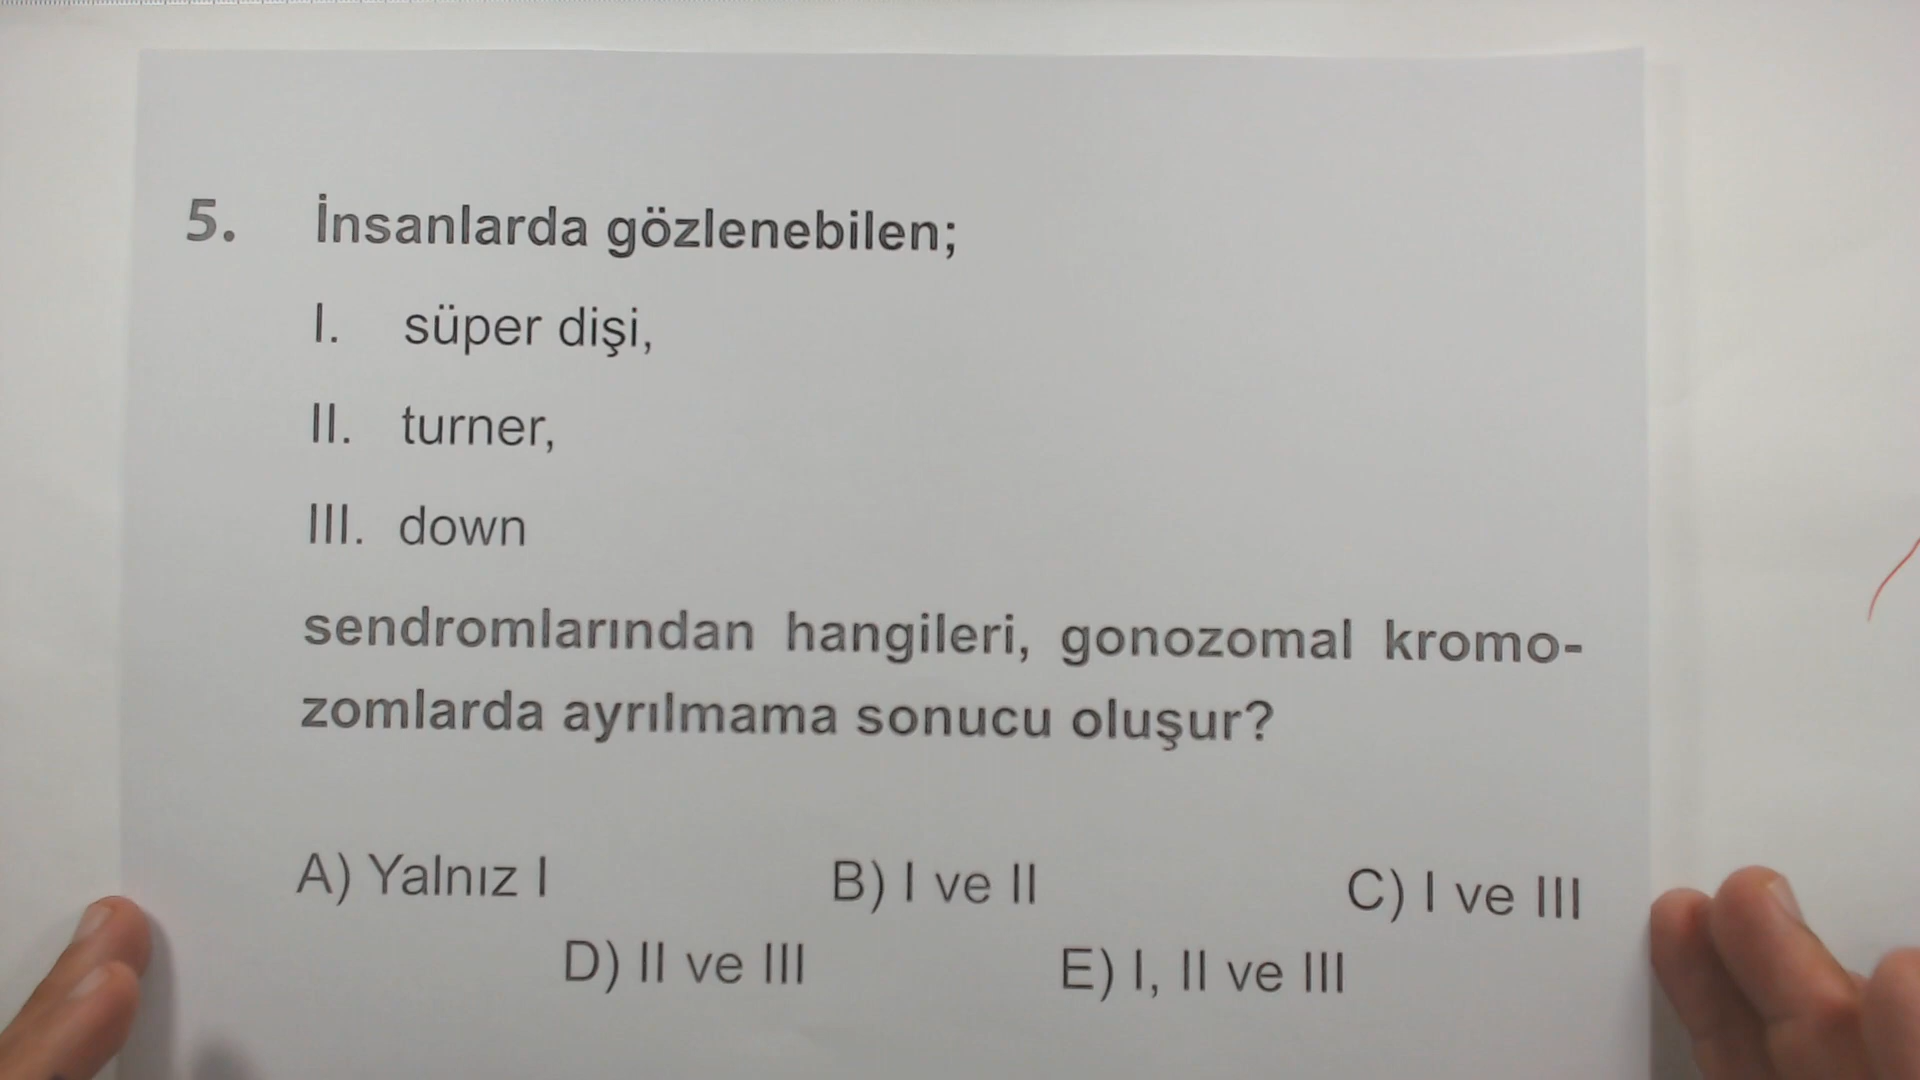 5. İnsanlarda gözlenebilen;
I. süper dişi,
II. turner,
III. down
sendromlarından hangileri, gonozomal kromo-
zomlarda ayrılmama sonucu oluşur?
A) Yalnız I B) I ve II C) I ve III
D) II ve III E) I, II ve III